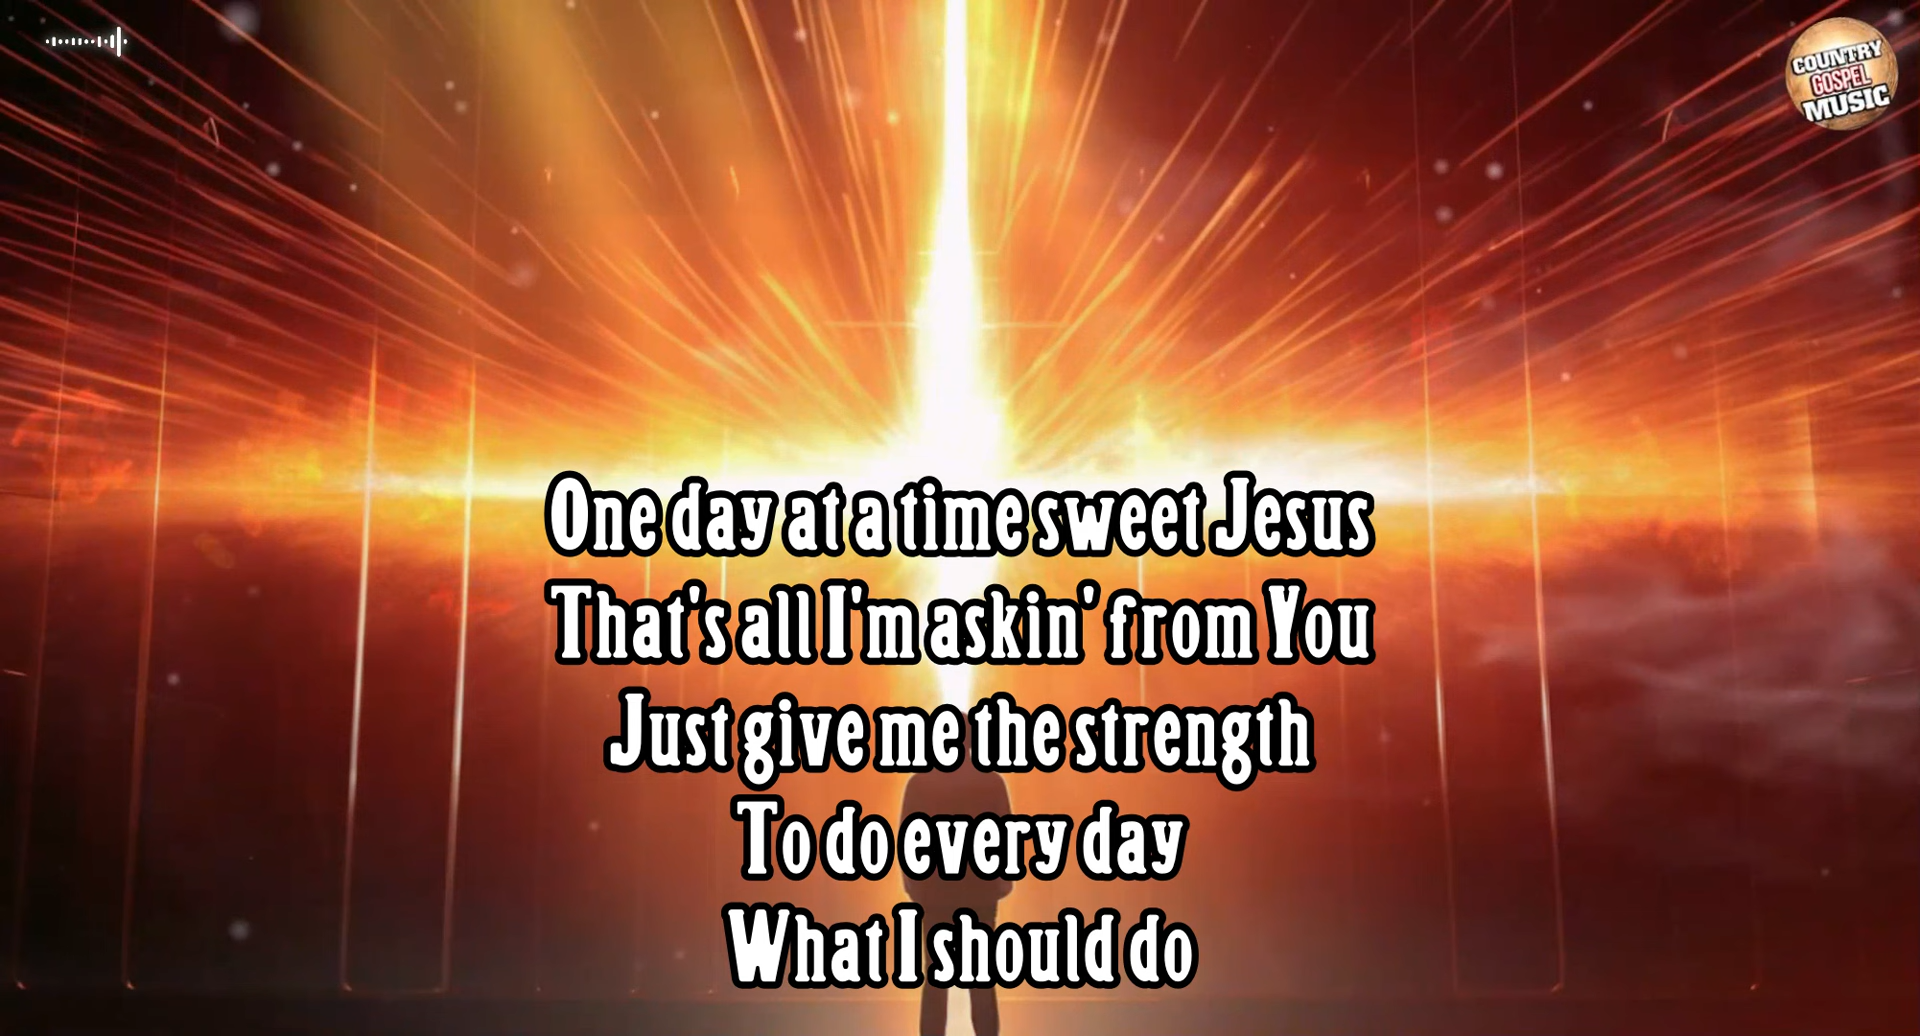 COUNTRY
GOSPEL
MUSIC
One day at a time sweet Jesus
That's all I'm askin' from You
Just give me the strength
To do every day
What I should do